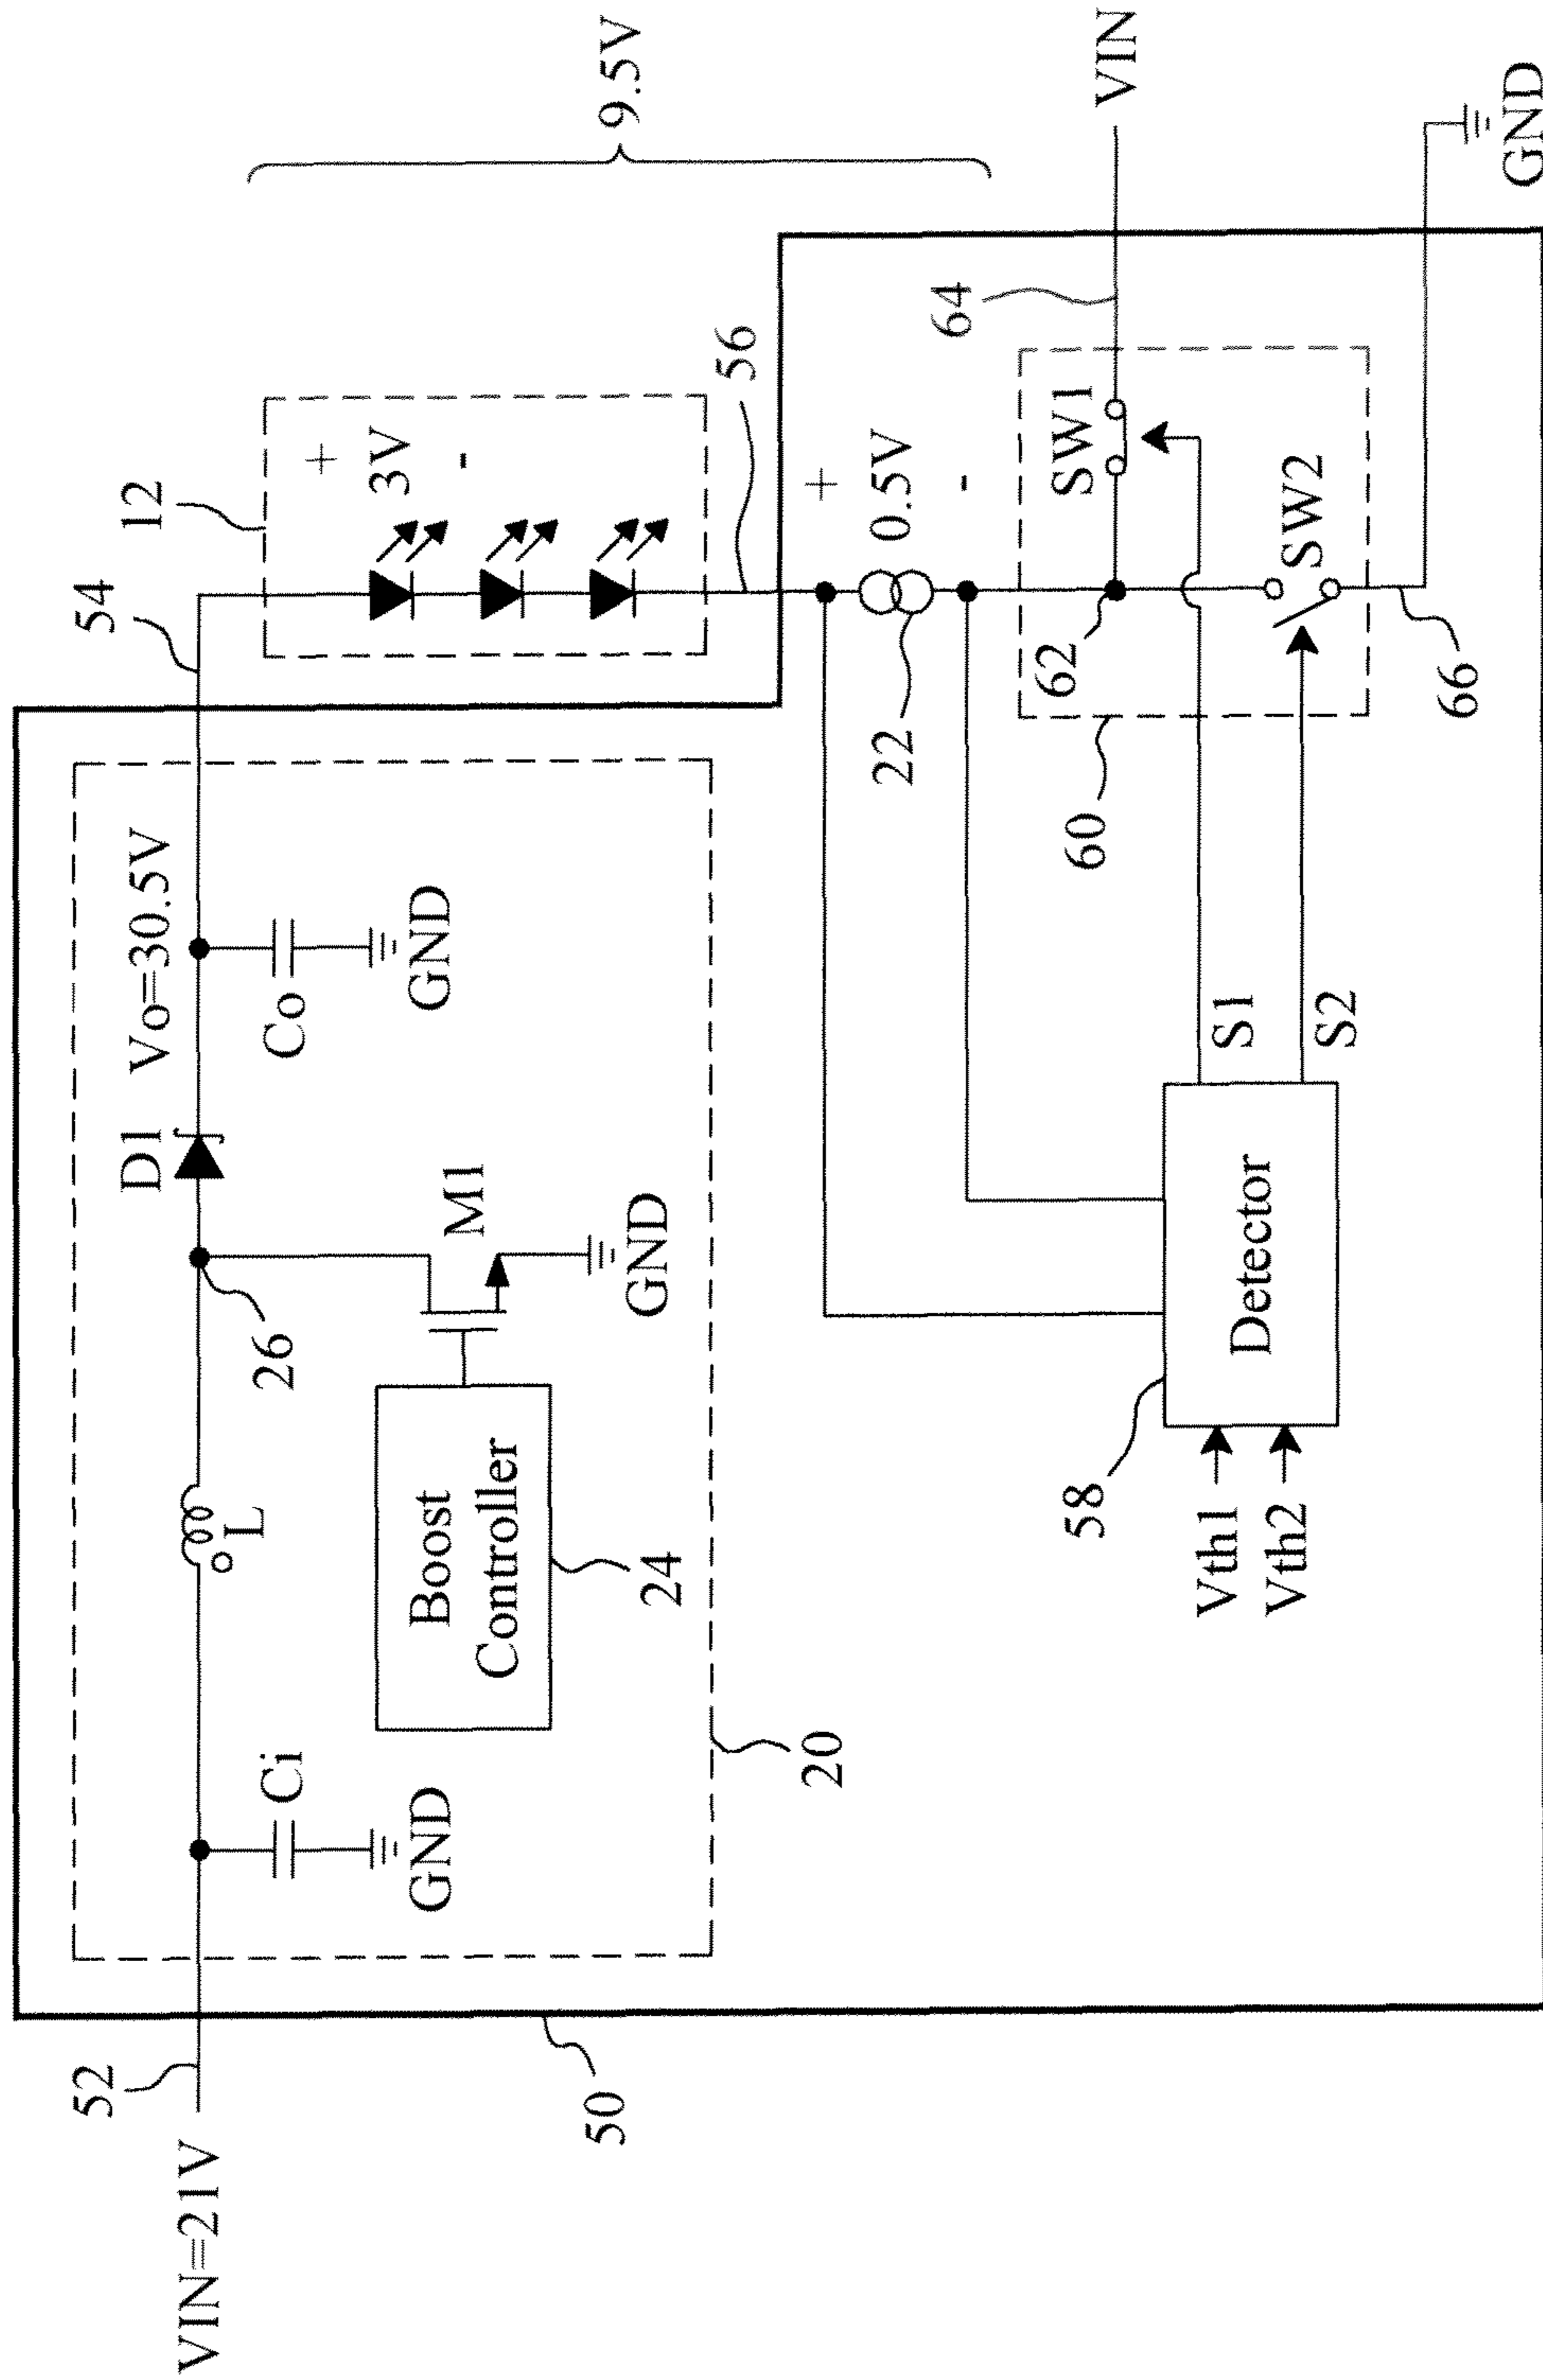 VIN=21V
52
50
Ci
GND
L
26
D1
Vo=30.5V
Co
GND
M1
GND
Boost
Controller
24
20
54
12
+
3V
-
56
9.5V
+
0.5V
-
22
62
60
SW1
SW2
64
VIN
66
GND
S1
S2
Detector
58
Vth1
Vth2